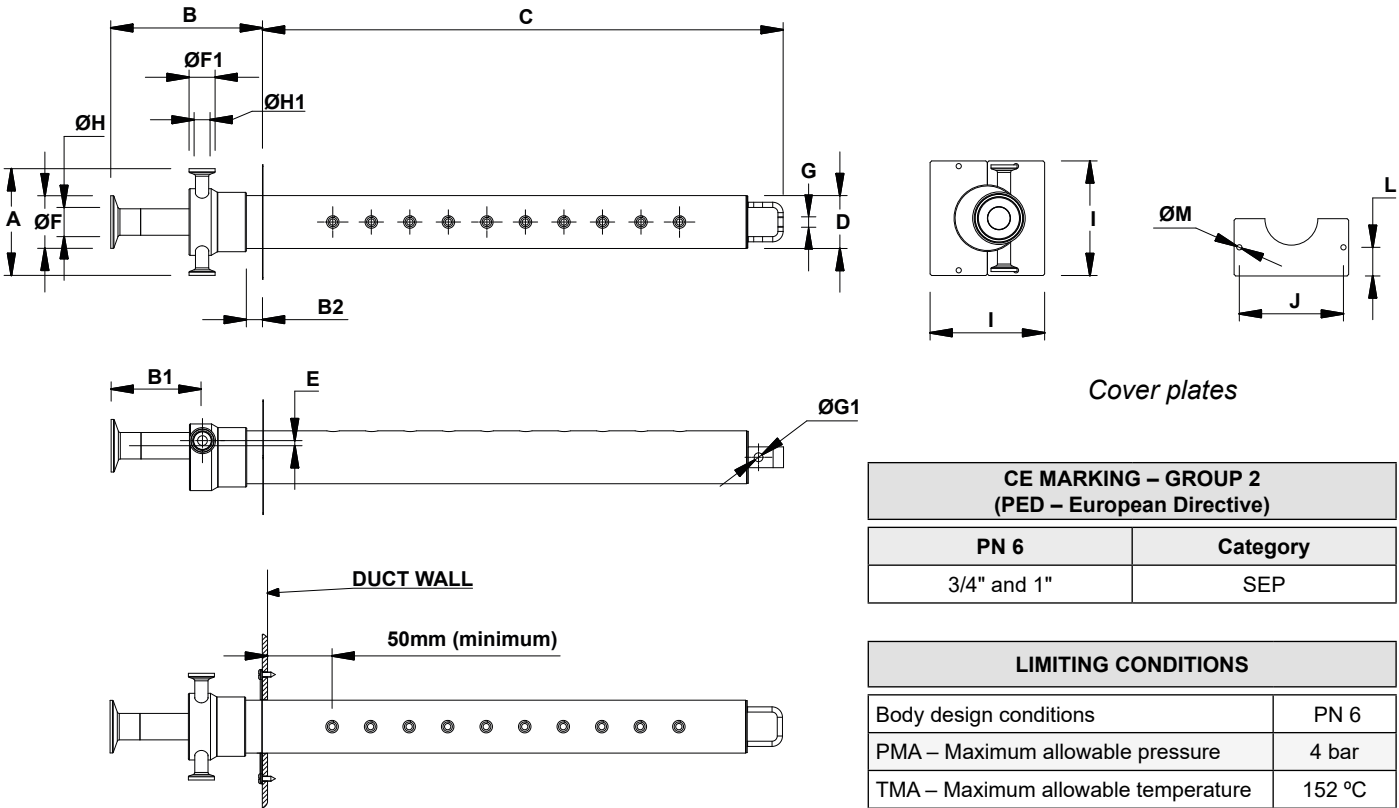 B
C
ØF1
ØH1
ØH
G
A
ØF
D
B2
I
I
L
ØM
J
B1
E
ØG1
Cover plates
DUCT WALL
50mm (minimum)
CE MARKING – GROUP 2
(PED – European Directive)
PN 6 Category
3/4" and 1" SEP
LIMITING CONDITIONS
Body design conditions PN 6
PMA – Maximum allowable pressure 4 bar
TMA – Maximum allowable temperature 152 ºC